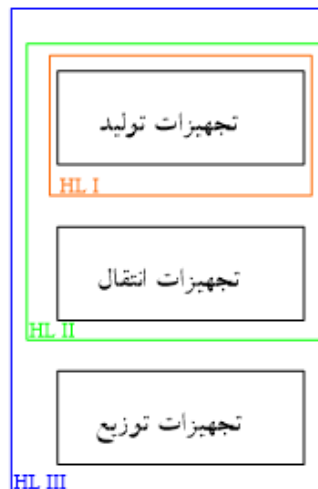 تجهیزات تولید
HL I
تجهیزات انتقال
HL II
تجهیزات توزیع
HL III